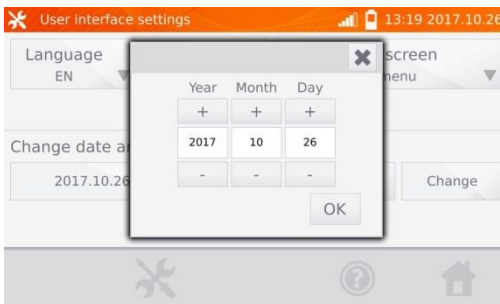 User interface settings 13:19 2017.10.26
Language screen
EN menu
Year Month Day
+ + +
Change date a
2017 10 26
2017.10.26 - - - Change
OK